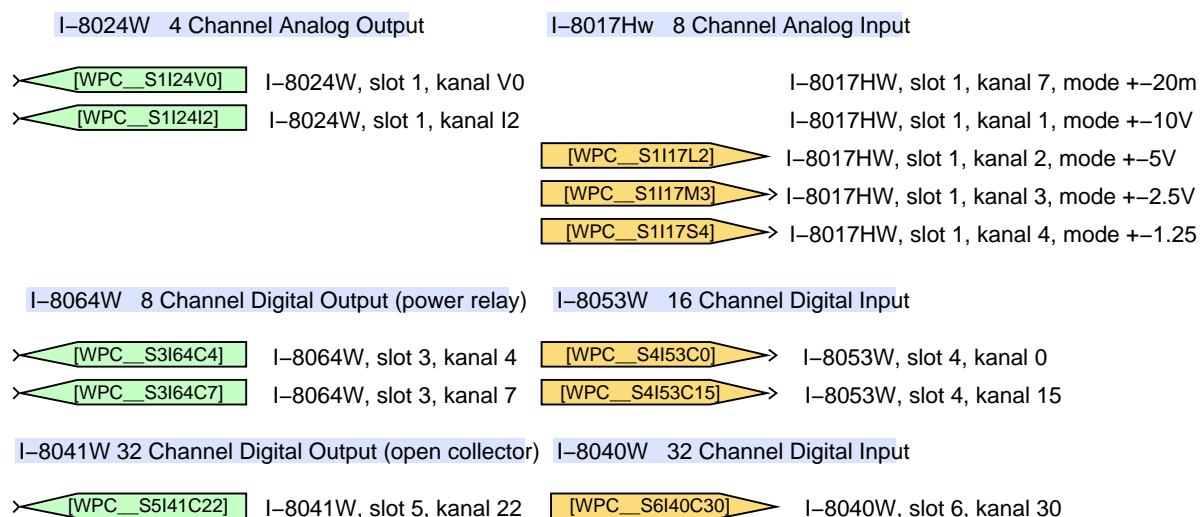 I−8024W   4 Channel Analog Output
I−8017Hw   8 Channel Analog Input
[WPC__S1I24V0]   I−8024W, slot 1, kanal V0
I−8017HW, slot 1, kanal 7, mode +−20m
[WPC__S1I24I2]   I−8024W, slot 1, kanal I2
I−8017HW, slot 1, kanal 1, mode +−10V
[WPC__S1I17L2]   I−8017HW, slot 1, kanal 2, mode +−5V
[WPC__S1I17M3]   I−8017HW, slot 1, kanal 3, mode +−2.5V
[WPC__S1I17S4]   I−8017HW, slot 1, kanal 4, mode +−1.25
I−8064W   8 Channel Digital Output (power relay)
I−8053W   16 Channel Digital Input
[WPC__S3I64C4]   I−8064W, slot 3, kanal 4
[WPC__S4I53C0]   I−8053W, slot 4, kanal 0
[WPC__S3I64C7]   I−8064W, slot 3, kanal 7
[WPC__S4I53C15]   I−8053W, slot 4, kanal 15
I−8041W 32 Channel Digital Output (open collector)
I−8040W   32 Channel Digital Input
[WPC__S5I41C22]   I−8041W, slot 5, kanal 22
[WPC__S6I40C30]   I−8040W, slot 6, kanal 30